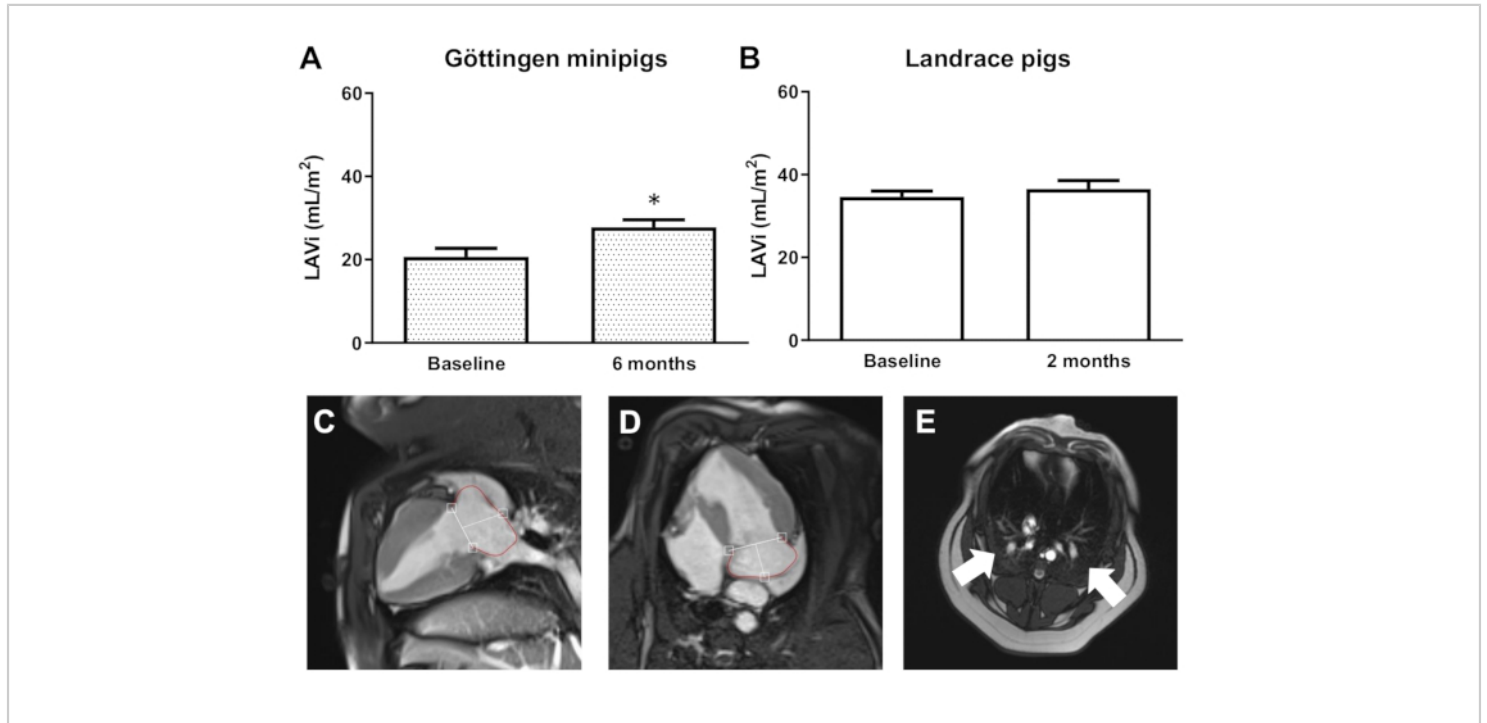 A
Göttingen minipigs
60
40
20
0
LAVi (mL/m²)
*
Baseline
6 months
B
Landrace pigs
60
40
20
0
LAVi (mL/m²)
Baseline
2 months
C
D
E